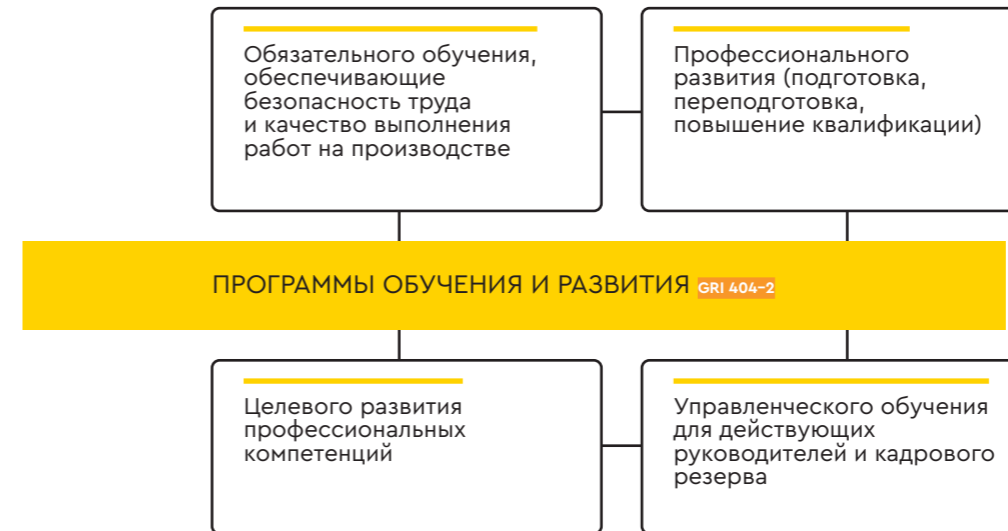 Обязательного обучения,
обеспечивающие
безопасность труда
и качество выполнения
работ на производстве
Профессионального
развития (подготовка,
переподготовка,
повышение квалификации)
ПРОГРАММЫ ОБУЧЕНИЯ И РАЗВИТИЯ GRI 404-2
Целевого развития
профессиональных
компетенций
Управленческого обучения
для действующих
руководителей и кадрового
резерва